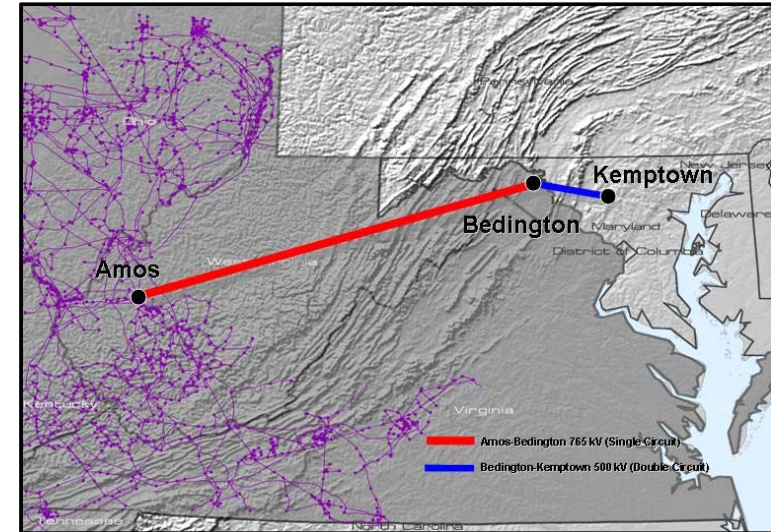 Pennsylvania
Ohio
New Jersey
Kemptown
Delaware
Bedington
Maryland
District of Columbia
Amos
West Virginia
Kentucky
Virginia
Amos-Bedington 765 kV (Single Circuit)
Bedington-Kemptown 500 kV (Double Circuit)
Tennessee
North Carolina